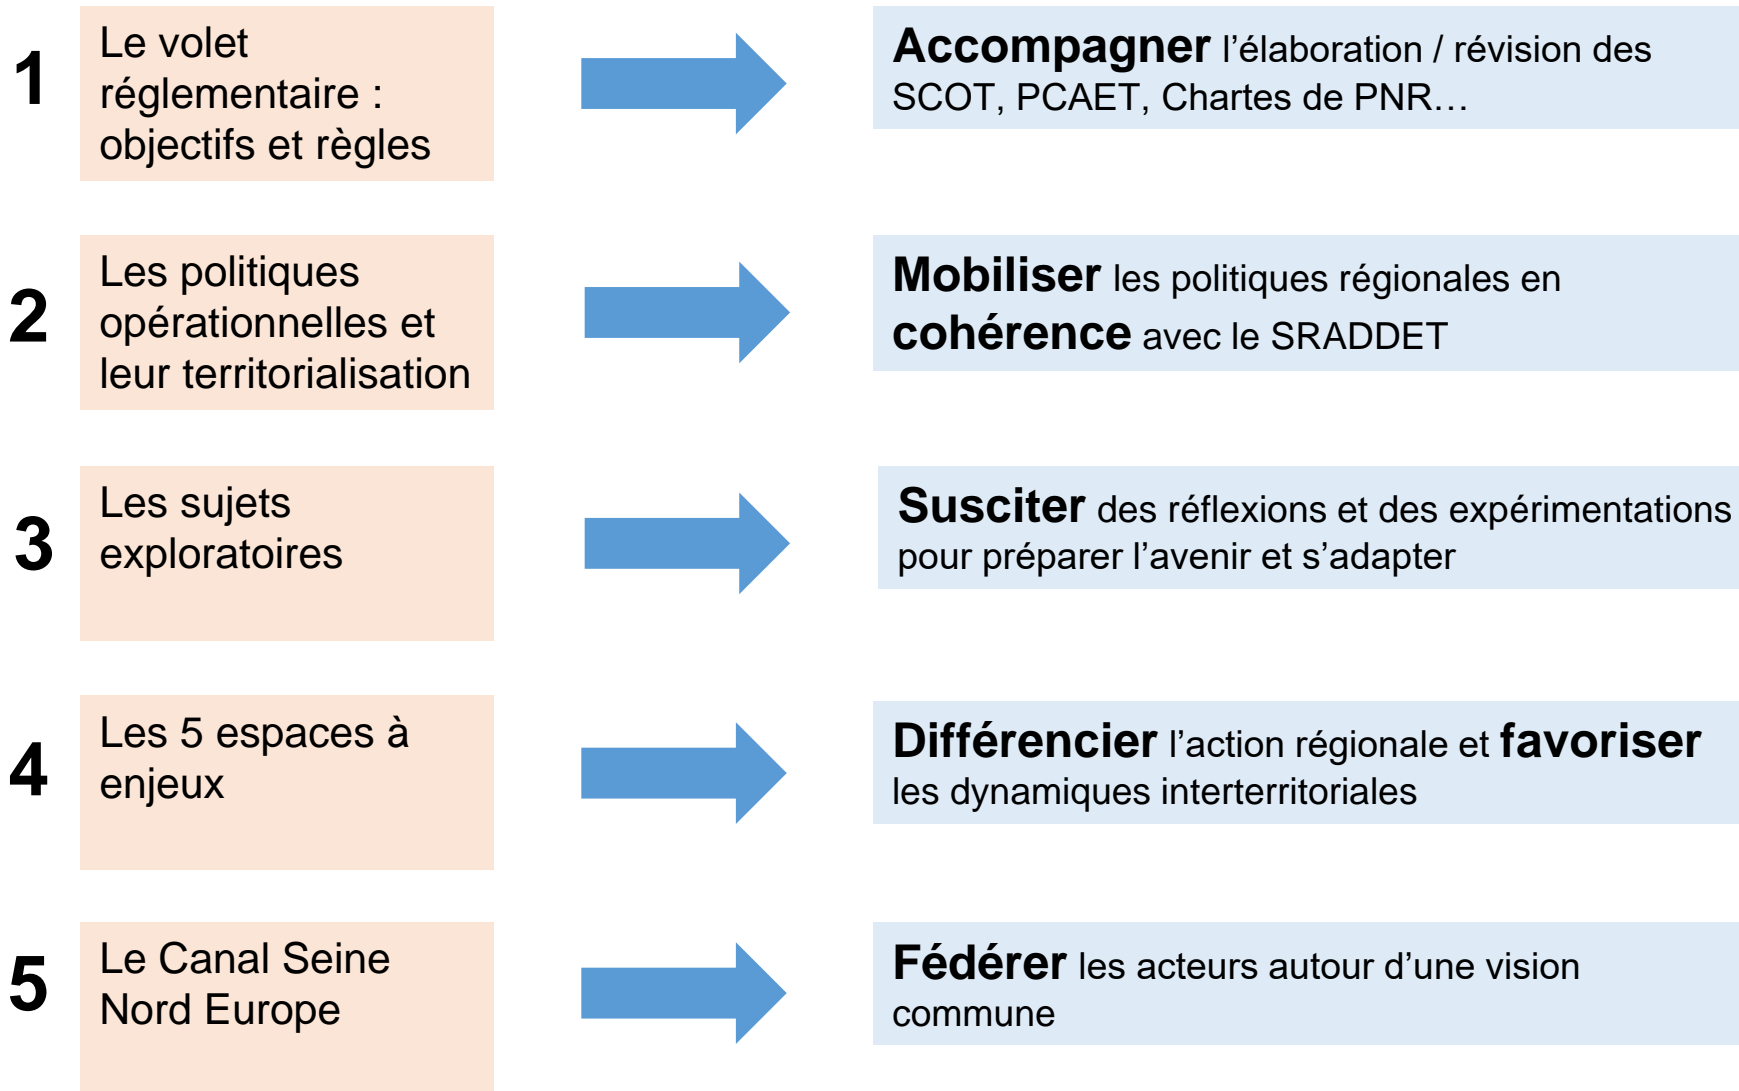 1
Le volet
réglementaire :
objectifs et règles
Accompagner l’élaboration / révision des
SCOT, PCAET, Chartes de PNR…
2
Les politiques
opérationnelles et
leur territorialisation
Mobiliser les politiques régionales en
cohérence avec le SRADDET
3
Les sujets
exploratoires
Susciter des réflexions et des expérimentations
pour préparer l’avenir et s’adapter
4
Les 5 espaces à
enjeux
Différencier l’action régionale et favoriser
les dynamiques interterritoriales
5
Le Canal Seine
Nord Europe
Fédérer les acteurs autour d’une vision
commune